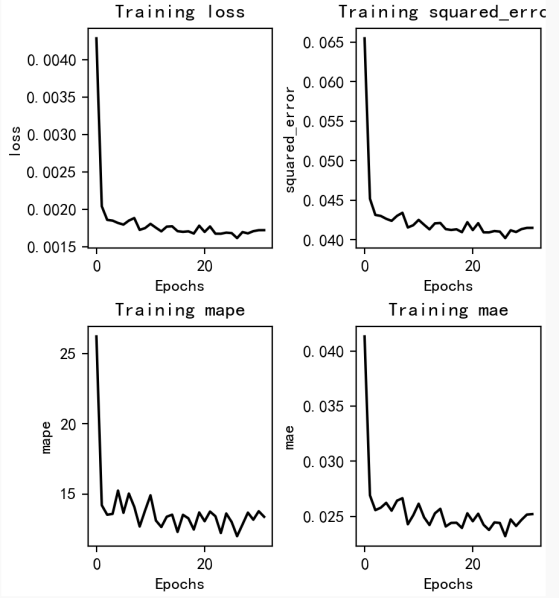 Training loss
0.0040
0.0035
0.0030
0.0025
0.0020
0.0015
loss
0 20
Epochs
Training squared_erro
0.065
0.060
0.055
0.050
0.045
0.040
squared_error
0 20
Epochs
Training mape
25
20
15
mape
0 20
Epochs
Training mae
0.040
0.035
0.030
0.025
mae
0 20
Epochs